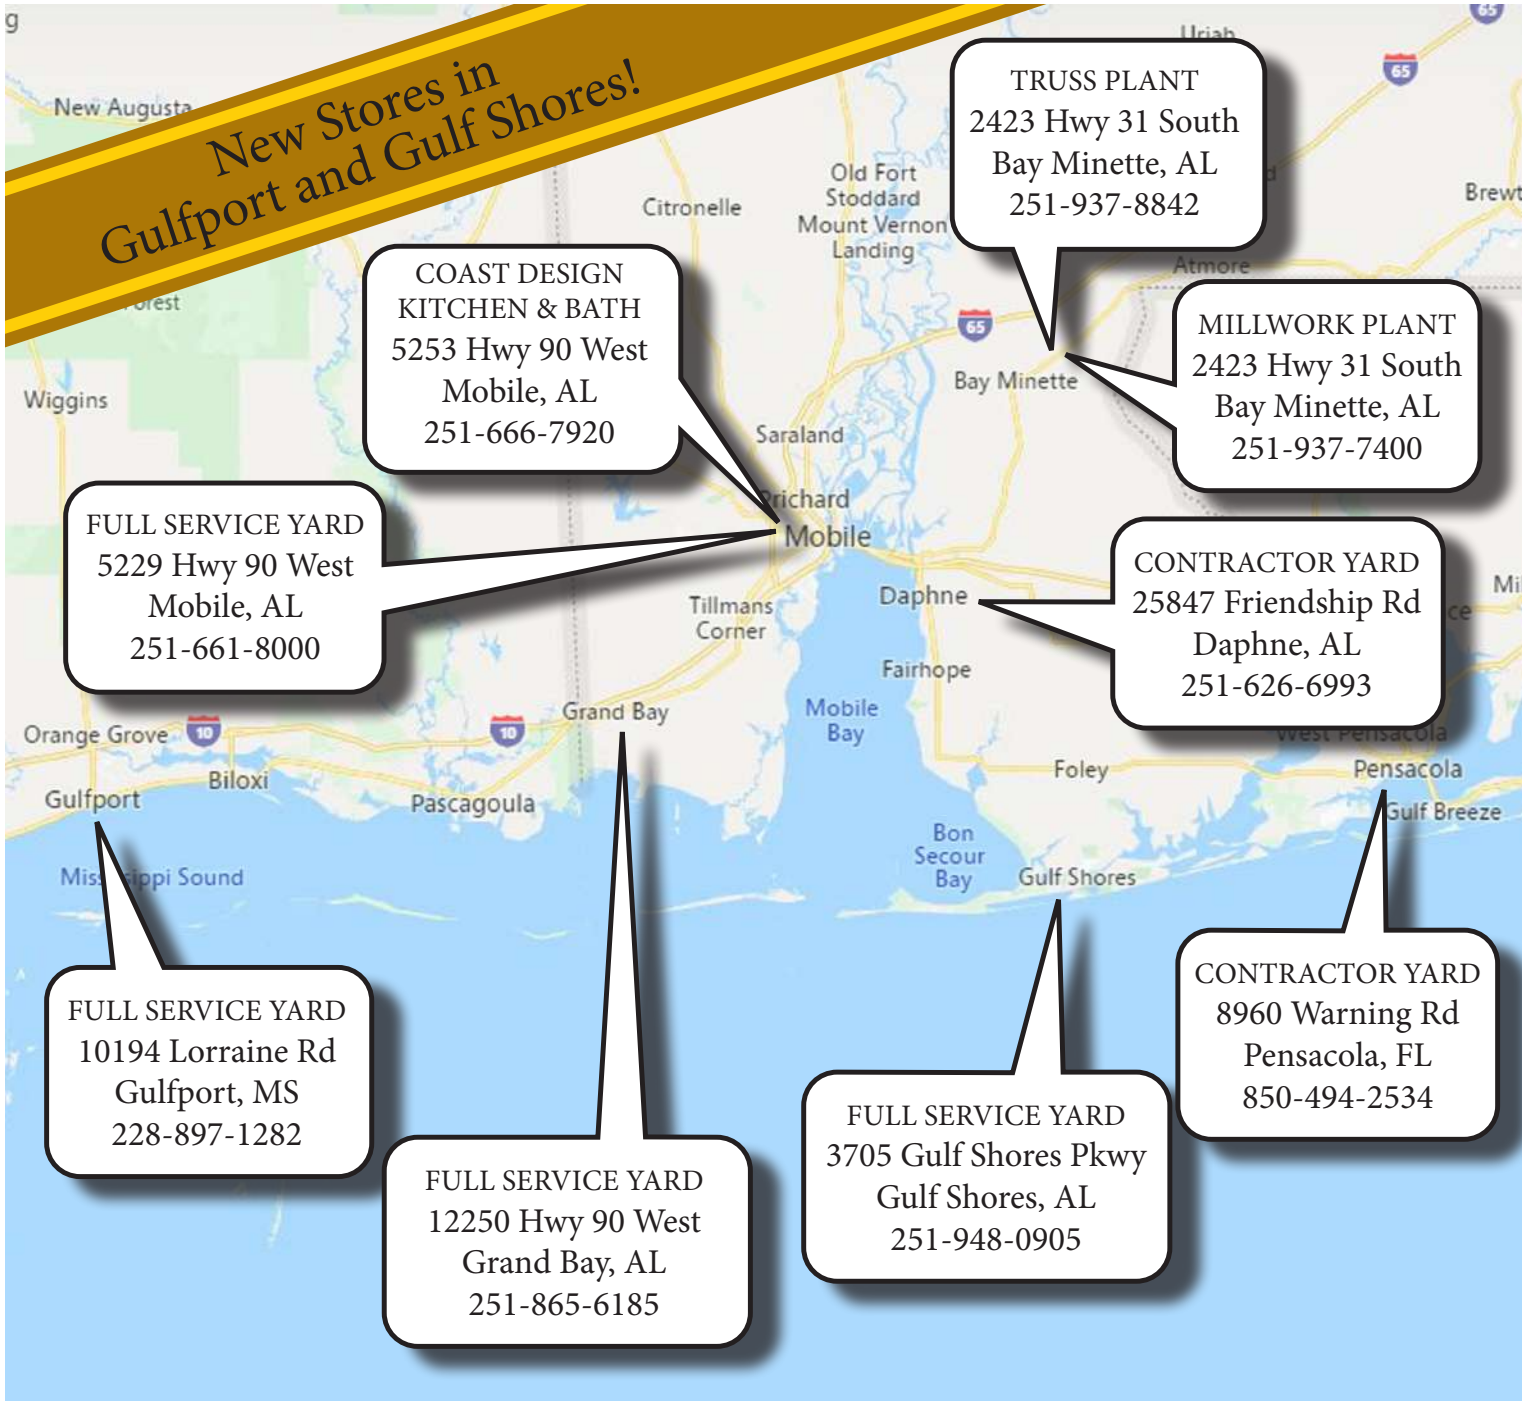 g
New Stores in
Gulfport and Gulf Shores!
65
65
New Augusta
TRUSS PLANT
2423 Hwy 31 South
Bay Minette, AL
251-937-8842
Old Fort
Stoddard
Mount Vernon
Landing
Citronelle
Brewt
Atmore
COAST DESIGN
KITCHEN & BATH
5253 Hwy 90 West
Mobile, AL
251-666-7920
65
MILLWORK PLANT
2423 Hwy 31 South
Bay Minette, AL
251-937-7400
Wiggins
Bay Minette
Saraland
Prichard
Mobile
FULL SERVICE YARD
5229 Hwy 90 West
Mobile, AL
251-661-8000
CONTRACTOR YARD
25847 Friendship Rd
Daphne, AL
251-626-6993
Mi
Tillmans
Corner
Daphne
Fairhope
Grand Bay
Mobile
Bay
Orange Grove
10
10
West Pensacola
Biloxi
Foley
Pensacola
Gulfport
Pascagoula
Gulf Breeze
Bon
Secour
Bay
Mississippi Sound
Gulf Shores
FULL SERVICE YARD
10194 Lorraine Rd
Gulfport, MS
228-897-1282
CONTRACTOR YARD
8960 Warning Rd
Pensacola, FL
850-494-2534
FULL SERVICE YARD
3705 Gulf Shores Pkwy
Gulf Shores, AL
251-948-0905
FULL SERVICE YARD
12250 Hwy 90 West
Grand Bay, AL
251-865-6185